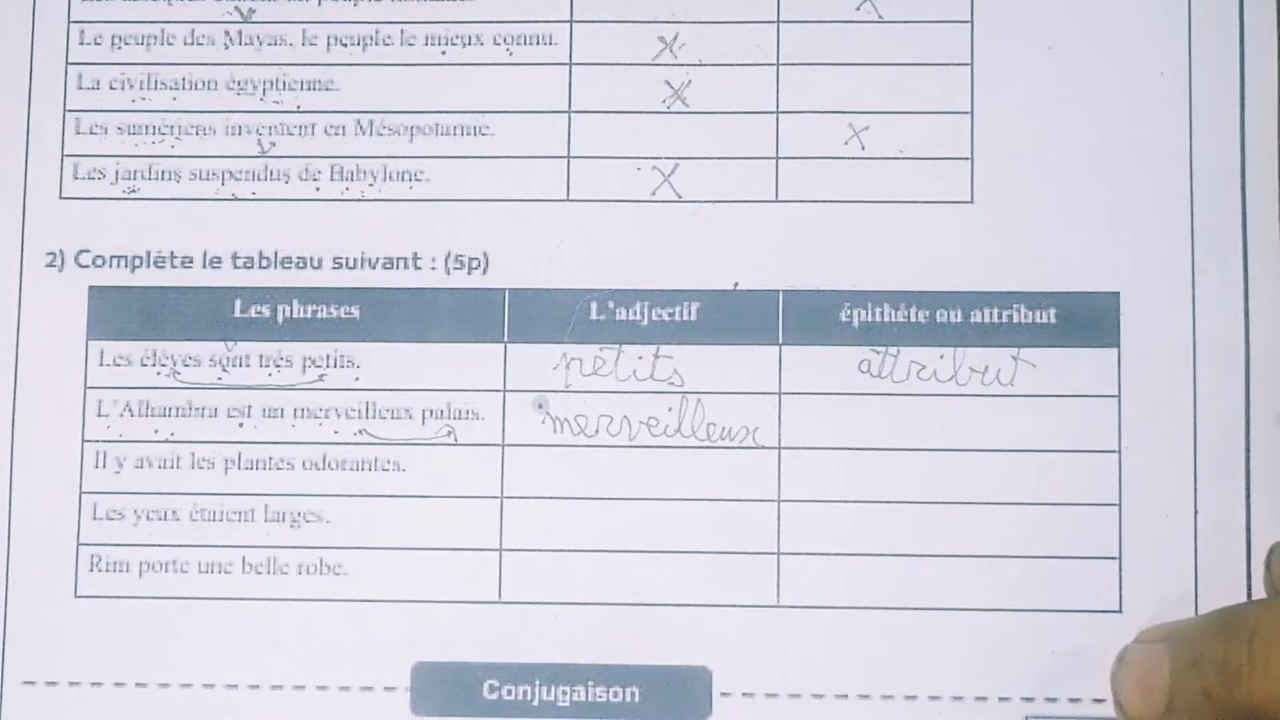 Le peuple des Mayas, le peuple le mieux connu. X
La civilisation égyptienne. X
Les sumériens inventent en Mésopotamie. X
Les jardins suspendus de Babylone. X
2) Complète le tableau suivant : (5p)
Les phrases L'adjectif épithète ou attribut
Les élèves sont très petits. petits attribut
L'Alhambra est un merveilleux palais. merveilleux
Il y avait les plantes odorantes.
Les yeux étaient larges.
Rim porte une belle robe.
Conjugaison